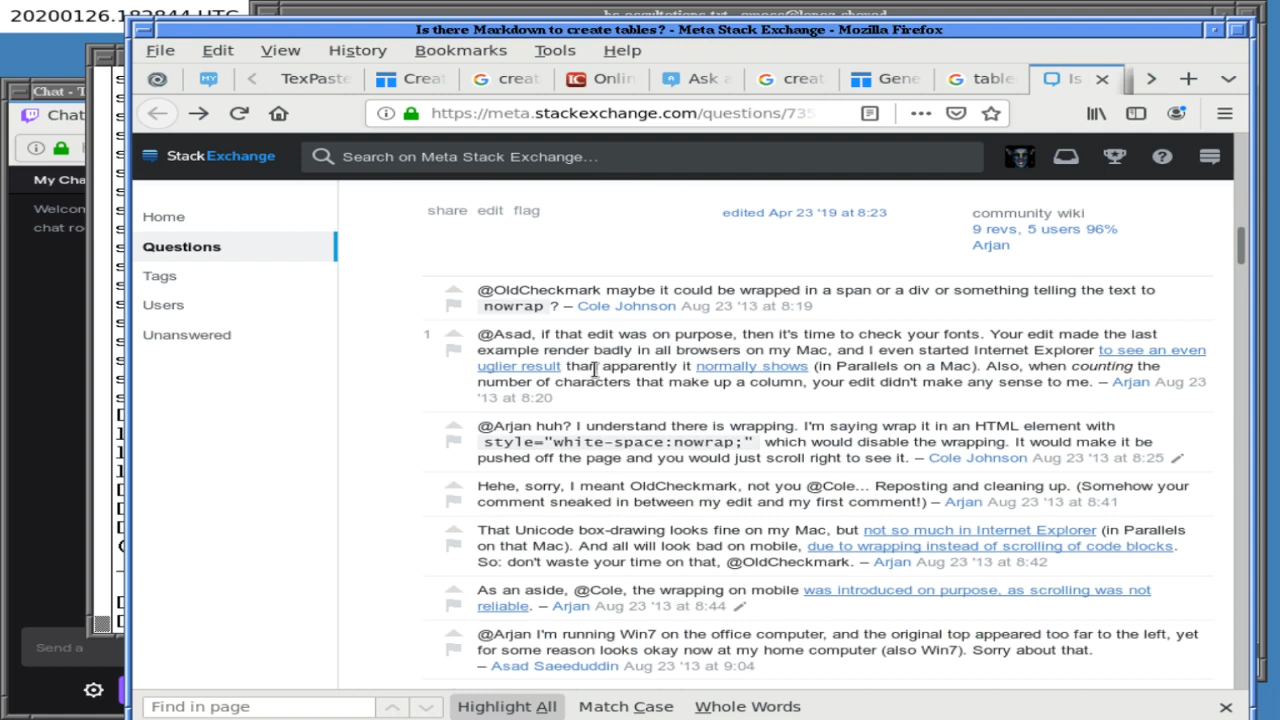 20200126.182844 UTC
Is there Markdown to create tables? - Meta Stack Exchange - Mozilla Firefox
File Edit View History Bookmarks Tools Help
Chat - T
TexPaste Creat creat Onlin Ask a creat Gene table Is
Chat
https://meta.stackexchange.com/questions/735
StackExchange Search on Meta Stack Exchange...
My Cha
Welcon
chat ro
Home
Questions
Tags
Users
Unanswered
share edit flag
edited Apr 23 '19 at 8:23
community wiki
9 revs, 5 users 96%
Arjan
@OldCheckmark maybe it could be wrapped in a span or a div or something telling the text to
nowrap ? – Cole Johnson Aug 23 '13 at 8:19
1 @Asad, if that edit was on purpose, then it's time to check your fonts. Your edit made the last
example render badly in all browsers on my Mac, and I even started Internet Explorer to see an even
uglier result than apparently it normally shows (in Parallels on a Mac). Also, when counting the
number of characters that make up a column, your edit didn't make any sense to me. – Arjan Aug 23
'13 at 8:20
@Arjan huh? I understand there is wrapping. I'm saying wrap it in an HTML element with
style="white-space:nowrap;" which would disable the wrapping. It would make it be
pushed off the page and you would just scroll right to see it. – Cole Johnson Aug 23 '13 at 8:25
Hehe, sorry, I meant OldCheckmark, not you @Cole... Reposting and cleaning up. (Somehow your
comment sneaked in between my edit and my first comment!) – Arjan Aug 23 '13 at 8:41
That Unicode box-drawing looks fine on my Mac, but not so much in Internet Explorer (in Parallels
on that Mac). And all will look bad on mobile, due to wrapping instead of scrolling of code blocks.
So: don't waste your time on that, @OldCheckmark. – Arjan Aug 23 '13 at 8:42
As an aside, @Cole, the wrapping on mobile was introduced on purpose, as scrolling was not
reliable. – Arjan Aug 23 '13 at 8:44
@Arjan I'm running Win7 on the office computer, and the original top appeared too far to the left, yet
for some reason looks okay now at my home computer (also Win7). Sorry about that.
– Asad Saeeduddin Aug 23 '13 at 9:04
Send a
Find in page Highlight All Match Case Whole Words